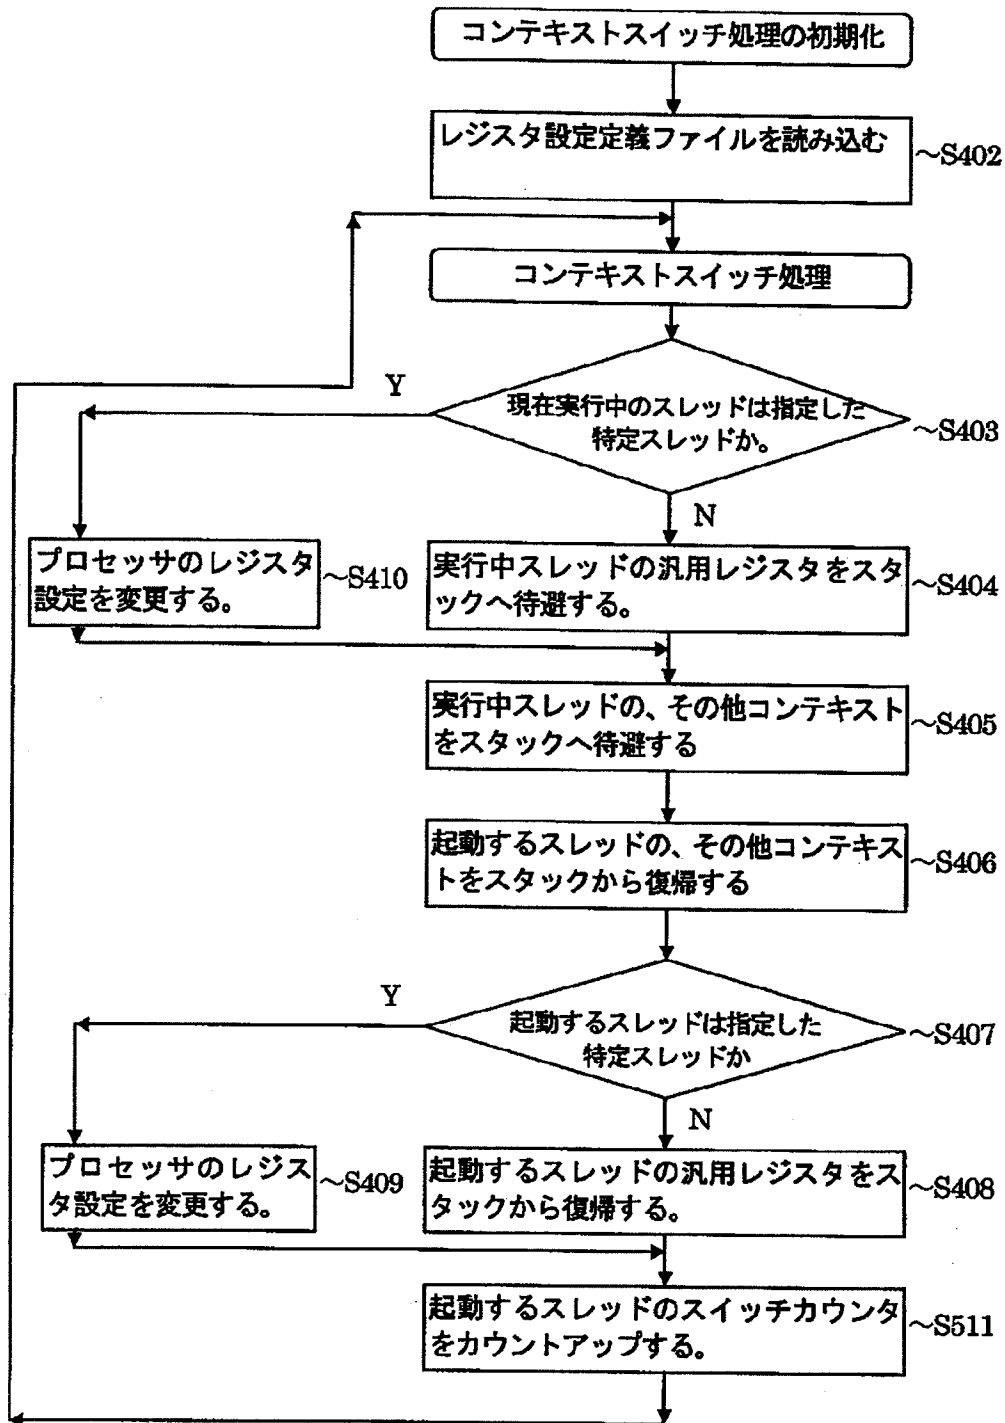 コンテキストスイッチ処理の初期化
レジスタ設定定義ファイルを読み込む
～S402
コンテキストスイッチ処理
Y
現在実行中のスレッドは指定した
特定スレッドか。
～S403
N
プロセッサのレジスタ
設定を変更する。
～S410
実行中スレッドの汎用レジスタをスタ
ックへ待避する。
～S404
実行中スレッドの、その他コンテキスト
をスタックへ待避する
～S405
起動するスレッドの、その他コンテキス
トをスタックから復帰する
～S406
Y
起動するスレッドは指定した
特定スレッドか
～S407
N
プロセッサのレジス
タ設定を変更する。
～S409
起動するスレッドの汎用レジスタをス
タックから復帰する。
～S408
起動するスレッドのスイッチカウンタ
をカウントアップする。
～S511